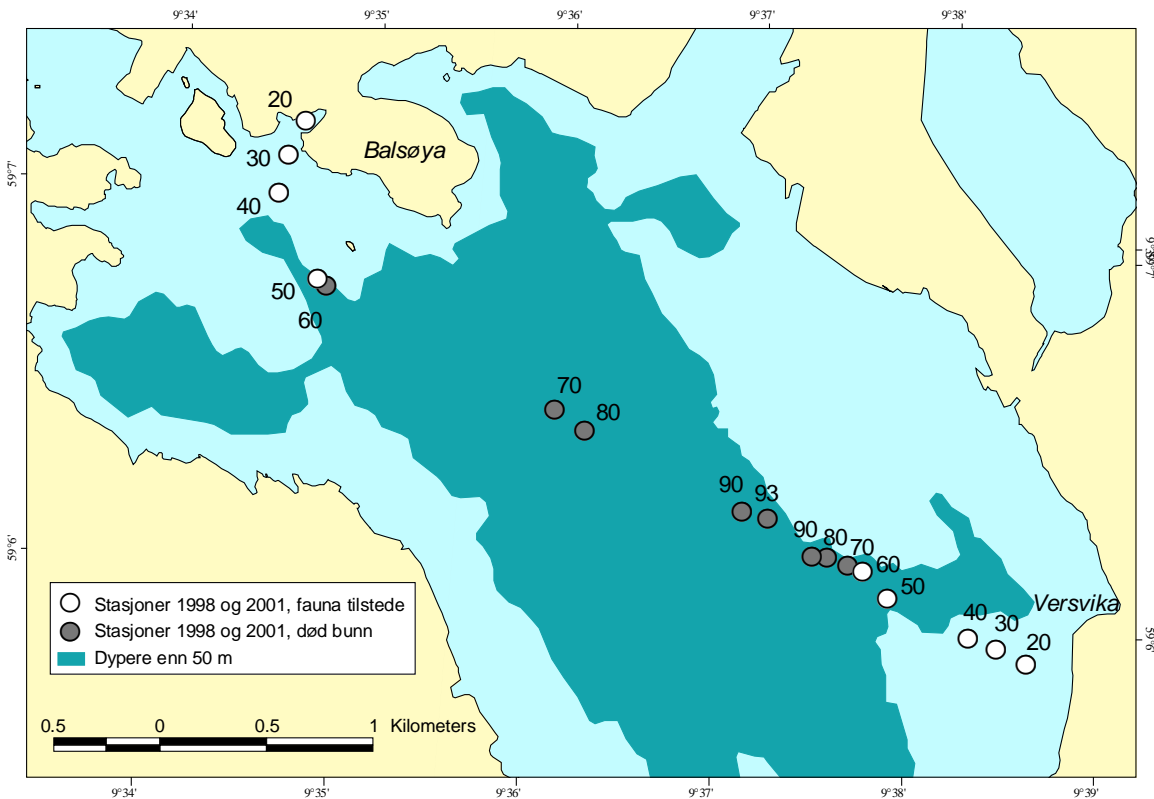 9°34' 9°35' 9°36' 9°37' 9°38'
20
Balsøya
30
59°7'
40
50
60
70
80
90 93
90 80 70
60
59°6'
50
Versvika
40 30
20
Stasjoner 1998 og 2001, fauna tilstede
Stasjoner 1998 og 2001, død bunn
Dypere enn 50 m
0.5 0 0.5 1 Kilometers
9°34' 9°35' 9°36' 9°37' 9°38' 9°39'